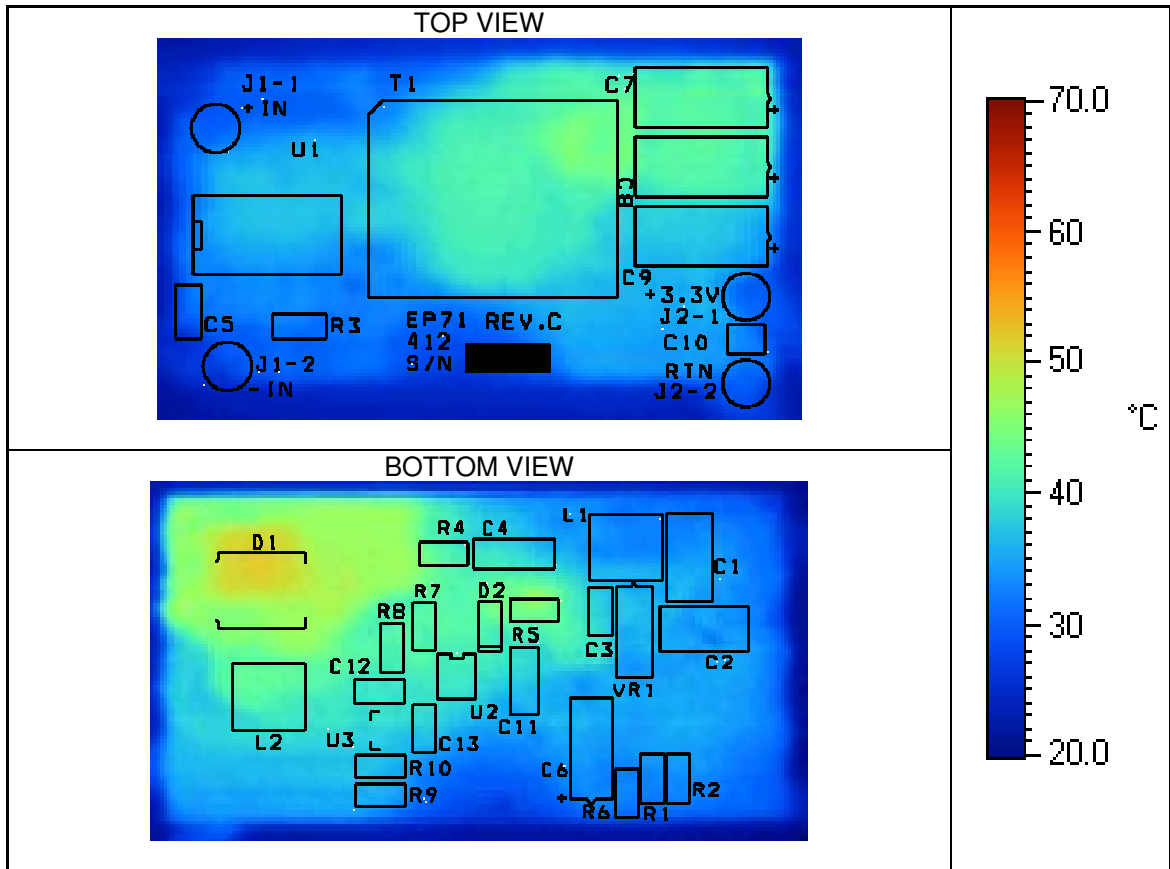 TOP VIEW
J1-1
+IN
T1
C7
U1
C8
C9
+3.3V
J2-1
C5
R3
EP71 REV.C
412
S/N
C10
J1-2
-IN
RTN
J2-2
BOTTOM VIEW
D1
R4
C4
L1
C1
R7
D2
R8
R5
C3
C2
C12
VR1
U2
C11
L2
U3
C13
R10
C6
+
R9
R6
R1
R2
70.0
60
50
°C
40
30
20.0